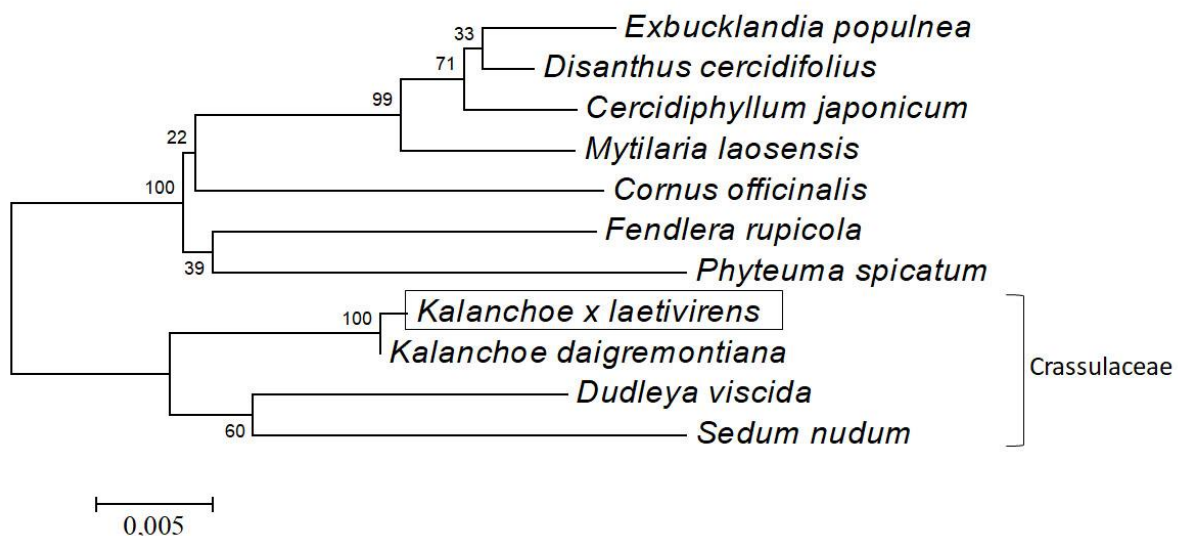 33
Exbucklandia populnea
71
Disanthus cercidifolius
99
Cercidiphyllum japonicum
22
Mytilaria laosensis
100
Cornus officinalis
Fendlera rupicola
39
Phyteuma spicatum
100
Kalanchoe x laetivirens
Kalanchoe daigremontiana
Crassulaceae
Dudleya viscida
60
Sedum nudum
0,005